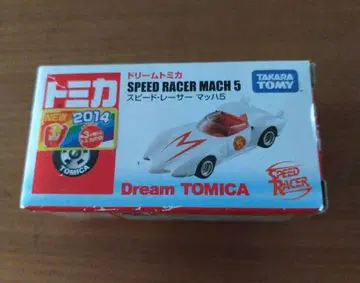 トミカ
ドリームトミカ
SPEED RACER MACH 5
スピード・レーサー マッハ5
TAKARA
TOMY
NEW
2014
TOMICA
Dream TOMICA
SPEED
RACER